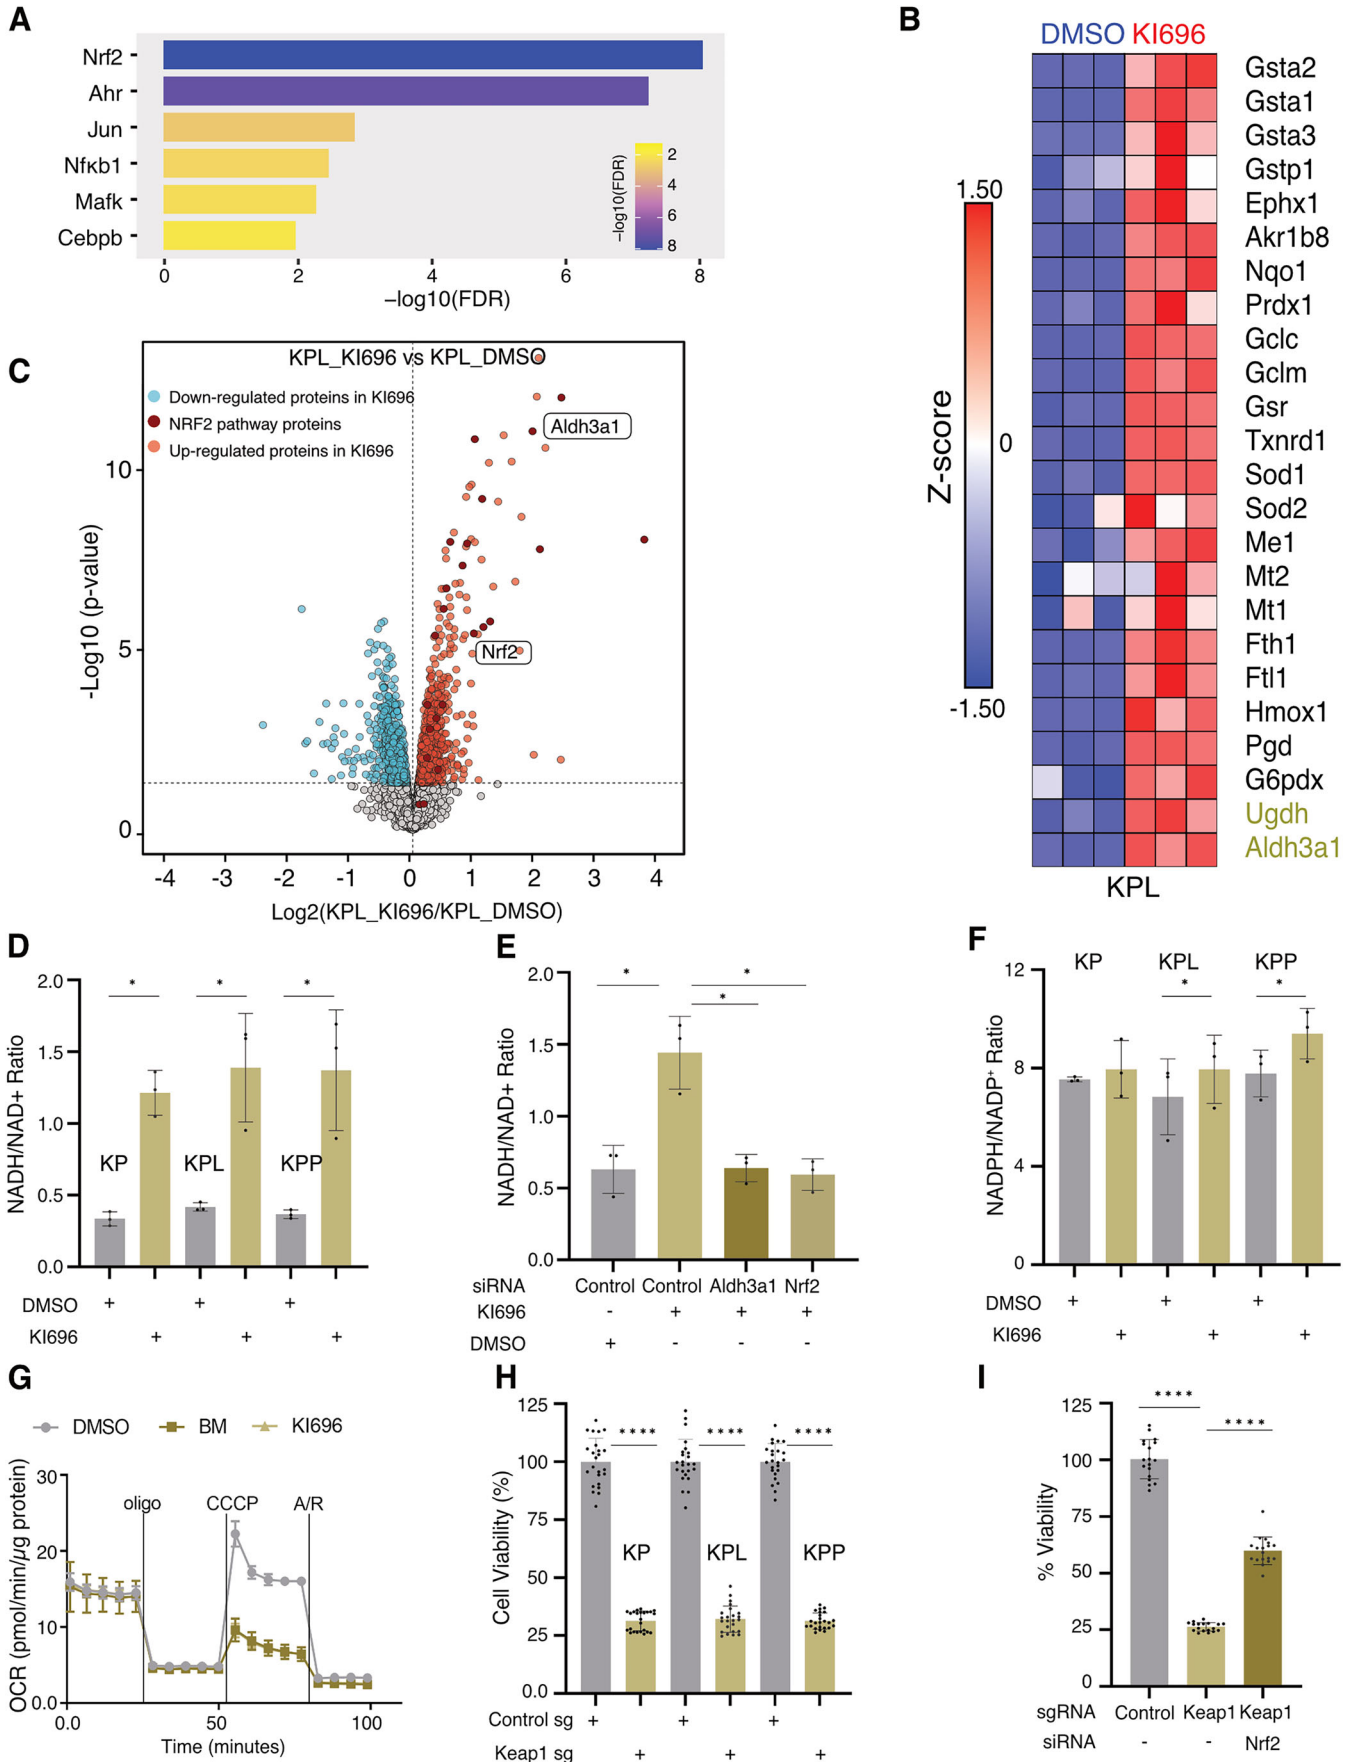 A
Nrf2
Ahr
Jun
Nfκb1
Mafk
Cebpb
0 2 4 6 8
−log10(FDR)
−log10(FDR)
2
4
6
8
B
DMSO KI696
Gsta2
Gsta1
Gsta3
Gstp1
Ephx1
Akr1b8
Nqo1
Prdx1
Gclc
Gclm
Gsr
Txnrd1
Sod1
Sod2
Me1
Mt2
Mt1
Fth1
Ftl1
Hmox1
Pgd
G6pdx
Ugdh
Aldh3a1
KPL
1.50
0
-1.50
Z-score
C
KPL_KI696 vs KPL_DMSO
Down-regulated proteins in KI696
NRF2 pathway proteins
Up-regulated proteins in KI696
Aldh3a1
Nrf2
10
5
0
-Log10 (p-value)
-4 -3 -2 -1 0 1 2 3 4
Log2(KPL_KI696/KPL_DMSO)
D
2.0
1.5
1.0
0.5
0.0
NADH/NAD+ Ratio
* * *
KP KPL KPP
DMSO + + +
KI696 + + +
E
2.0
1.5
1.0
0.5
0.0
NADH/NAD+ Ratio
* *
*
siRNA Control Control Aldh3a1 Nrf2
KI696 - + + +
DMSO + - - -
F
12
8
4
0
NADPH/NADP⁺ Ratio
KP KPL KPP
* *
DMSO + + +
KI696 + + +
G
DMSO BM KI696
30
20
10
0.0
OCR (pmol/min/µg protein)
oligo CCCP A/R
0.0 50 100
Time (minutes)
H
125
100
75
50
25
0.0
Cell Viability (%)
**** **** ****
KP KPL KPP
Control sg + + +
Keap1 sg + + +
I
125
100
75
50
25
0
% Viability
****
****
sgRNA Control Keap1 Keap1
siRNA - - Nrf2